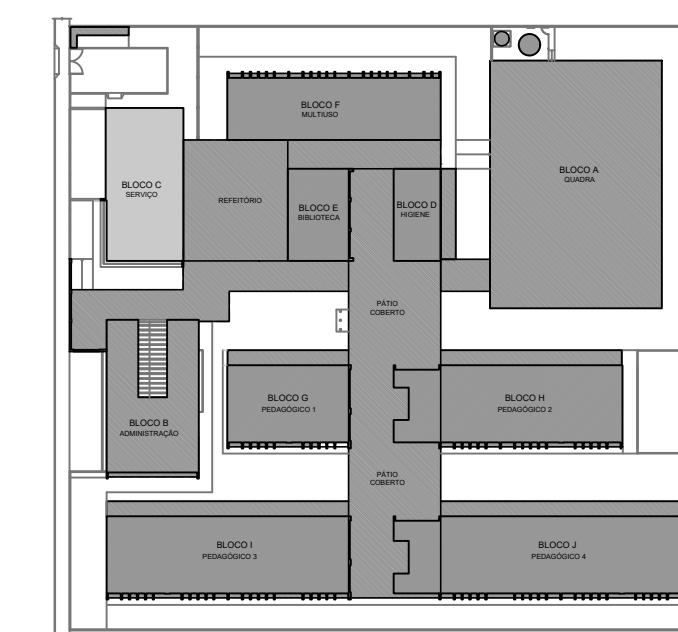 BLOCO F
MULTIUSO
BLOCO A
QUADRA
BLOCO C
SERVIÇO
REFEITÓRIO
BLOCO E
BIBLIOTECA
BLOCO D
HIGIENE
PÁTIO
COBERTO
BLOCO G
PEDAGÓGICO 1
BLOCO H
PEDAGÓGICO 2
BLOCO B
ADMINISTRAÇÃO
PÁTIO
COBERTO
BLOCO I
PEDAGÓGICO 3
BLOCO J
PEDAGÓGICO 4